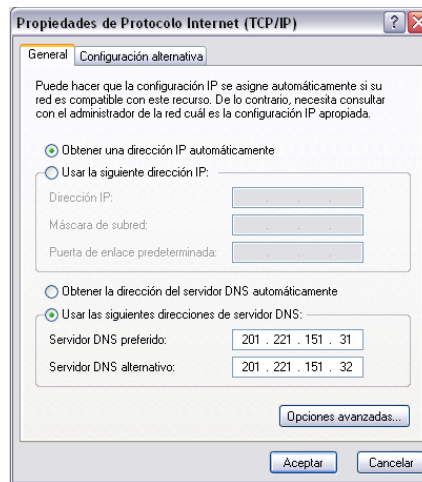 Propiedades de Protocolo Internet (TCP/IP)
General
Configuración alternativa
Puede hacer que la configuración IP se asigne automáticamente si su
red es compatible con este recurso. De lo contrario, necesita consultar
con el administrador de la red cuál es la configuración IP apropiada.
Obtener una dirección IP automáticamente
Usar la siguiente dirección IP:
Dirección IP:
Máscara de subred:
Puerta de enlace predeterminada:
Obtener la dirección del servidor DNS automáticamente
Usar las siguientes direcciones de servidor DNS:
Servidor DNS preferido: 201 . 221 . 151 . 31
Servidor DNS alternativo: 201 . 221 . 151 . 32
Opciones avanzadas...
Aceptar
Cancelar